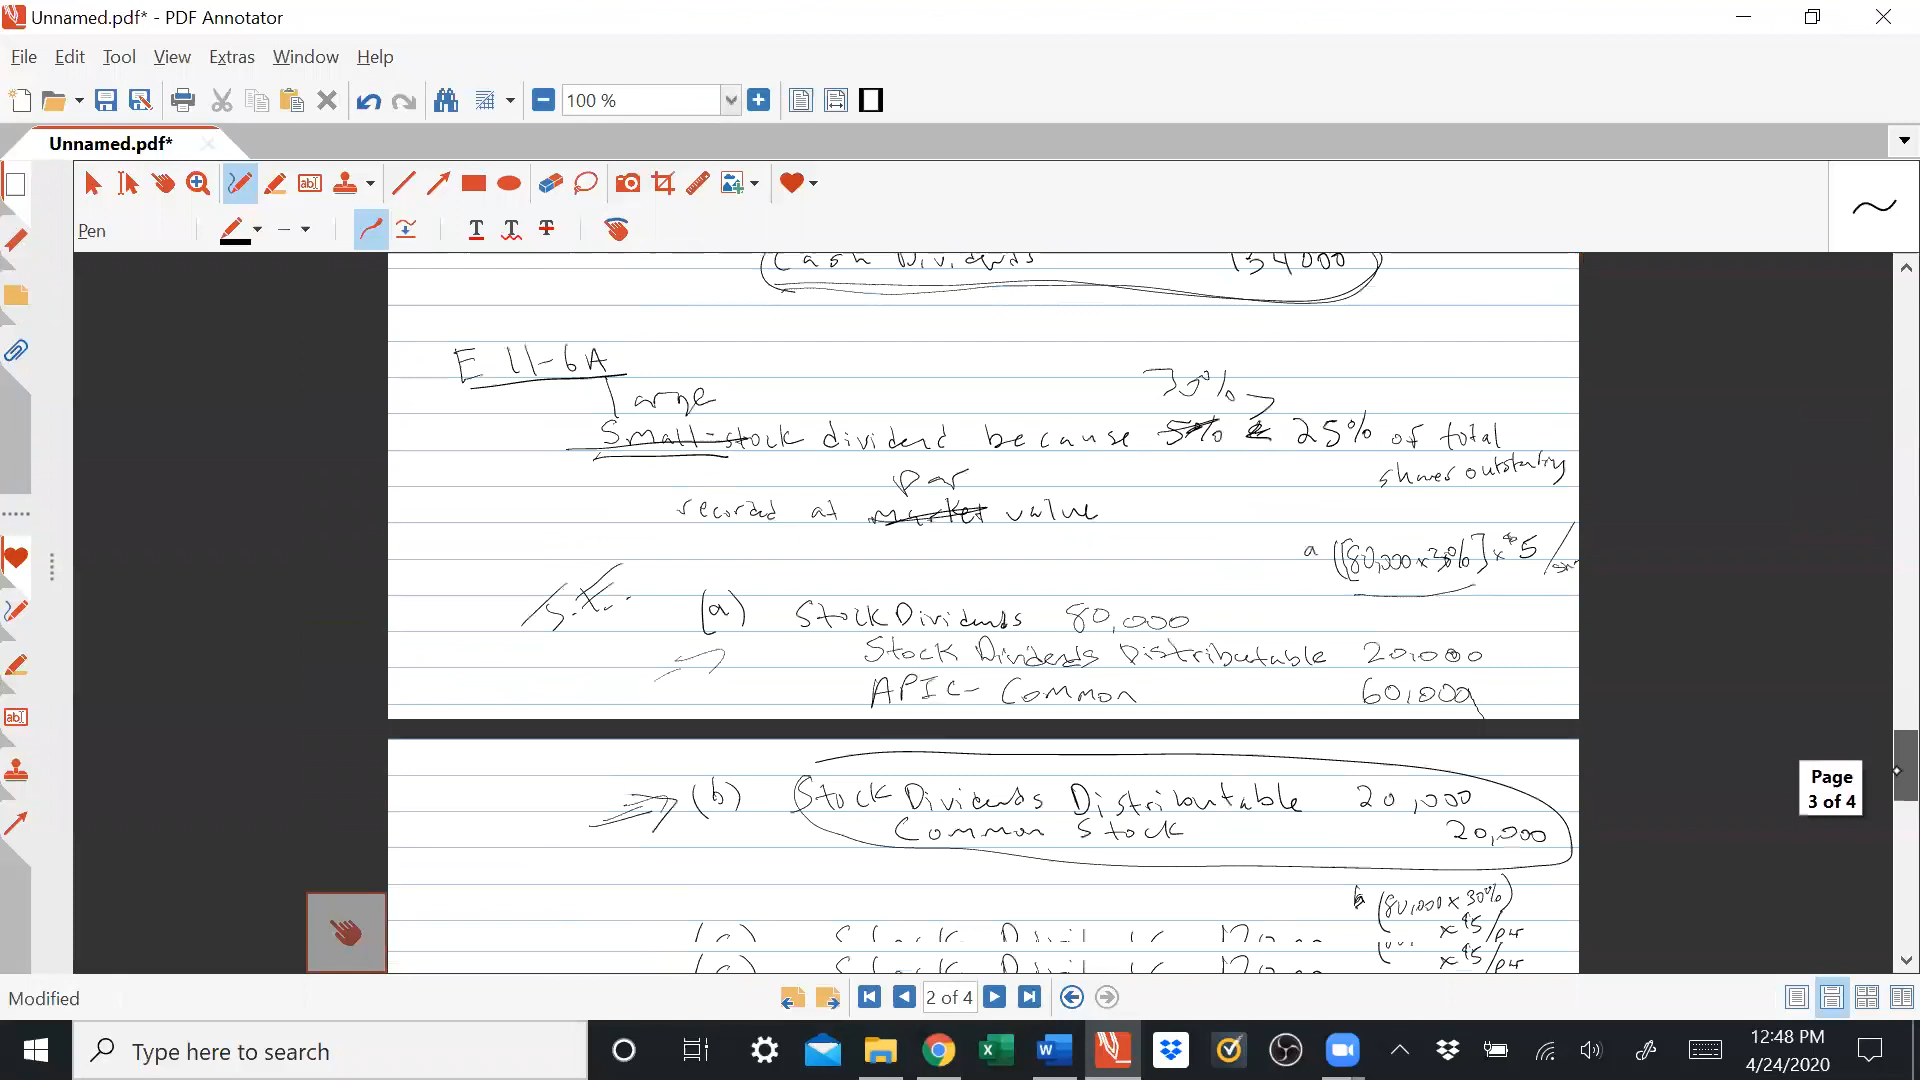 Unnamed.pdf* - PDF Annotator
File Edit Tool View Extras Window Help
100 %
Unnamed.pdf*
Pen
Cash Dividends 134000
E 11-6A
large 30% >
Small stock dividend because 5% < 25% of total
shares outstanding
par
recorded at market value
a ([80,000 x 30%] x $5 /
(a) Stock Dividends 80,000
Stock Dividends Distributable 20,000
APIC - Common 60,000
(b) Stock Dividends Distributable 20,000
Common Stock 20,000
b (80,000 x 30%)
x $5/par
x $5/par
Page
3 of 4
Modified
2 of 4
Type here to search
12:48 PM
4/24/2020